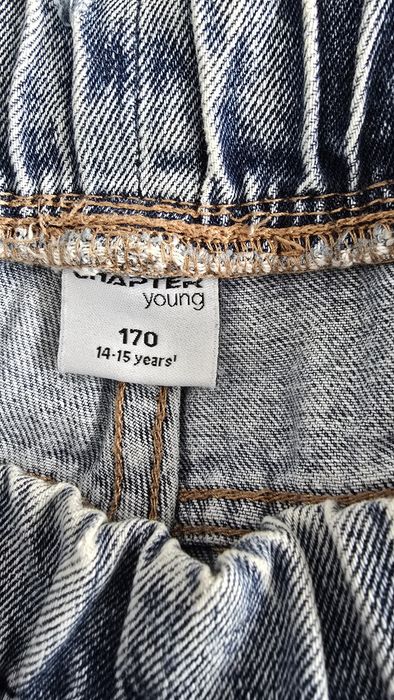 CHAPTER
young
170
14-15 years'